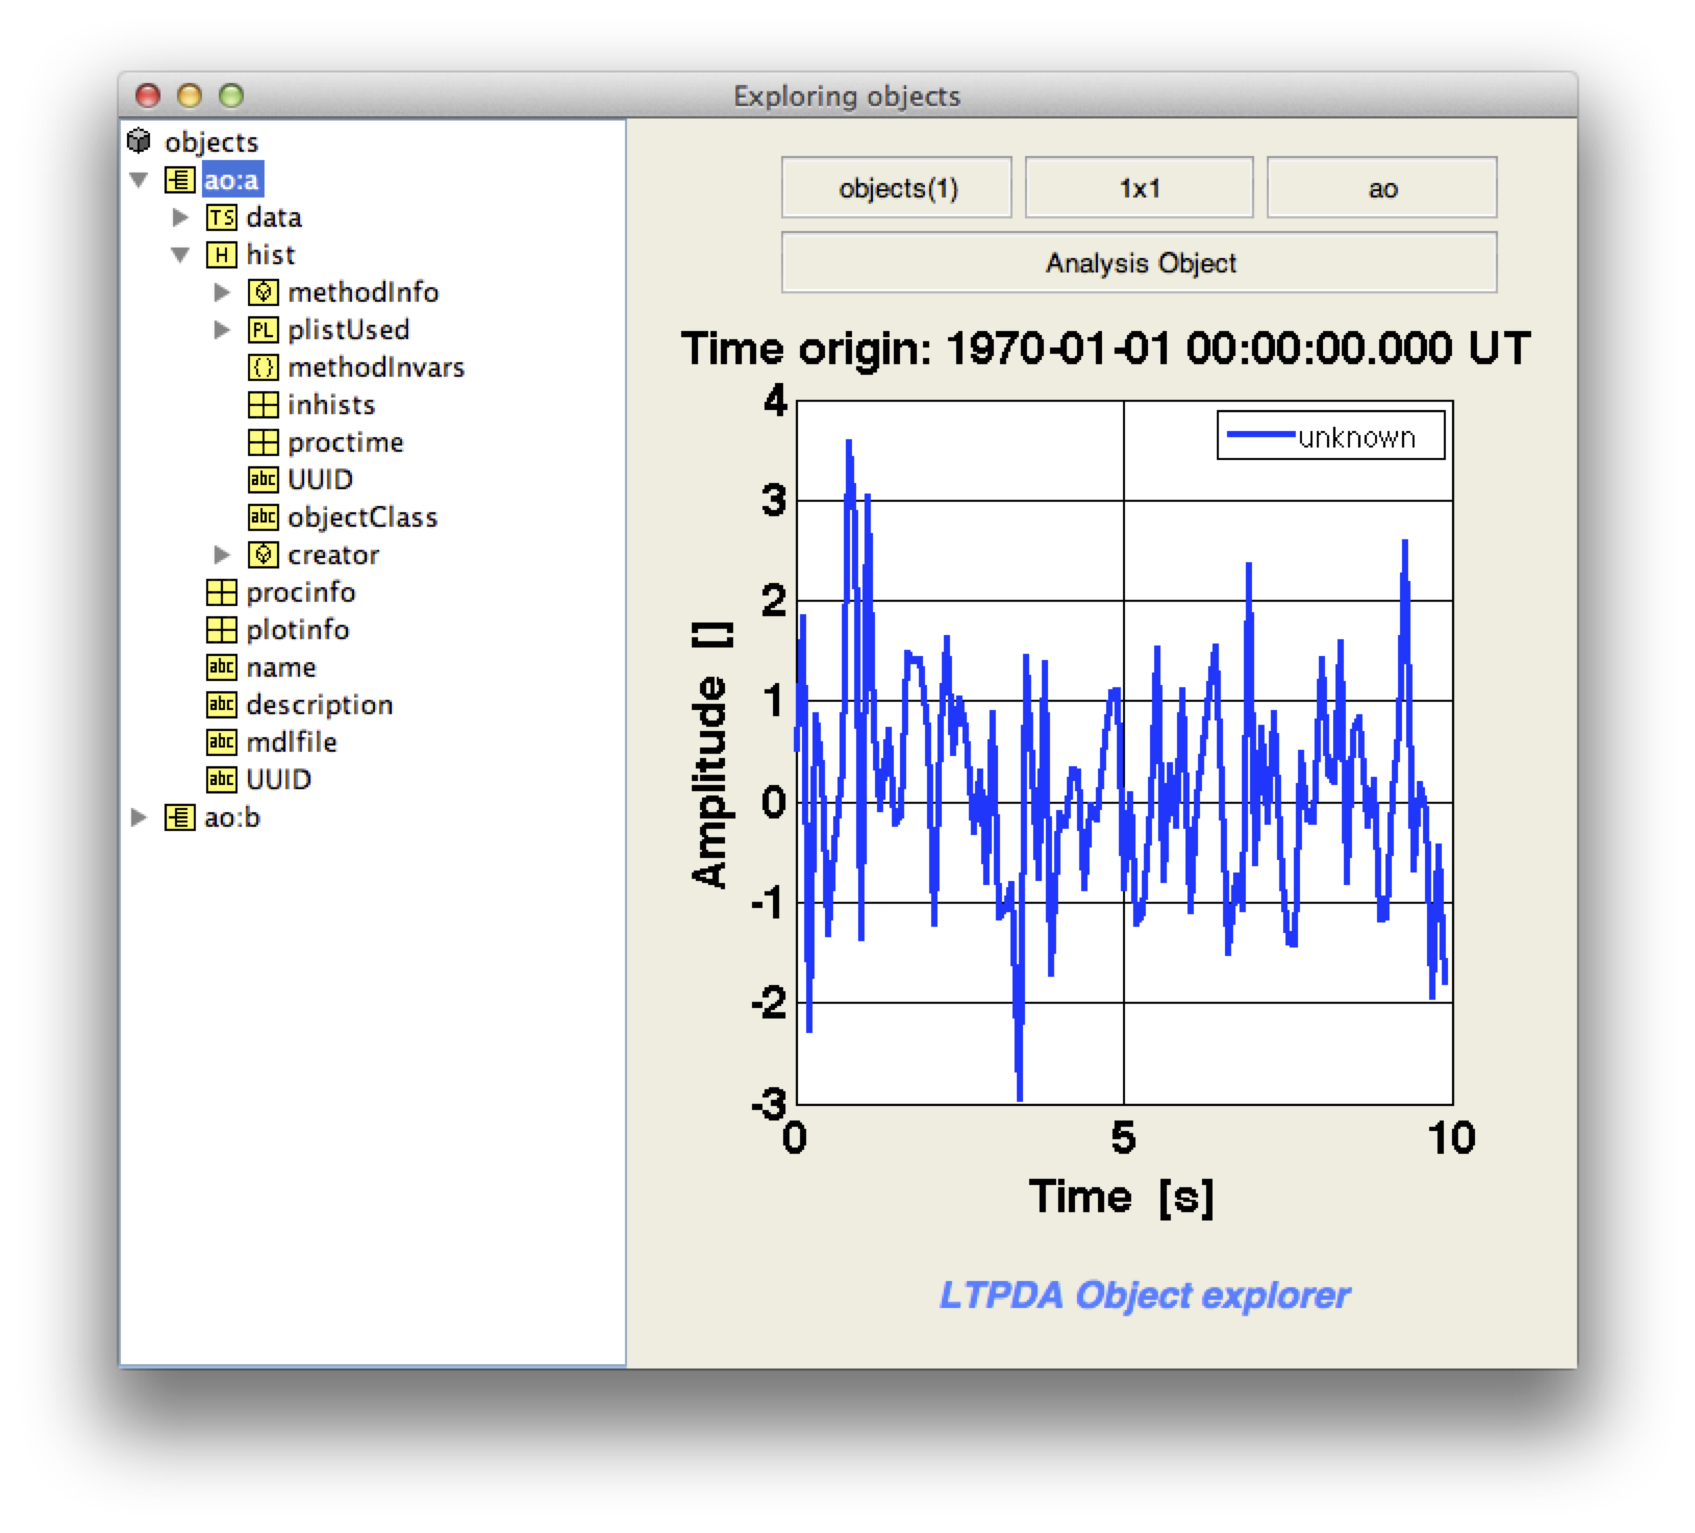 Exploring objects
objects
ao:a
TS data
H hist
methodInfo
PL plistUsed
{} methodInvars
inhists
proctime
abc UUID
abc objectClass
creator
procinfo
plotinfo
abc name
abc description
abc mdlfile
abc UUID
ao:b
objects(1) 1x1 ao
Analysis Object
Time origin: 1970-01-01 00:00:00.000 UT
unknown
4
3
2
1
0
-1
-2
-3
Amplitude []
0 5 10
Time [s]
LTPDA Object explorer